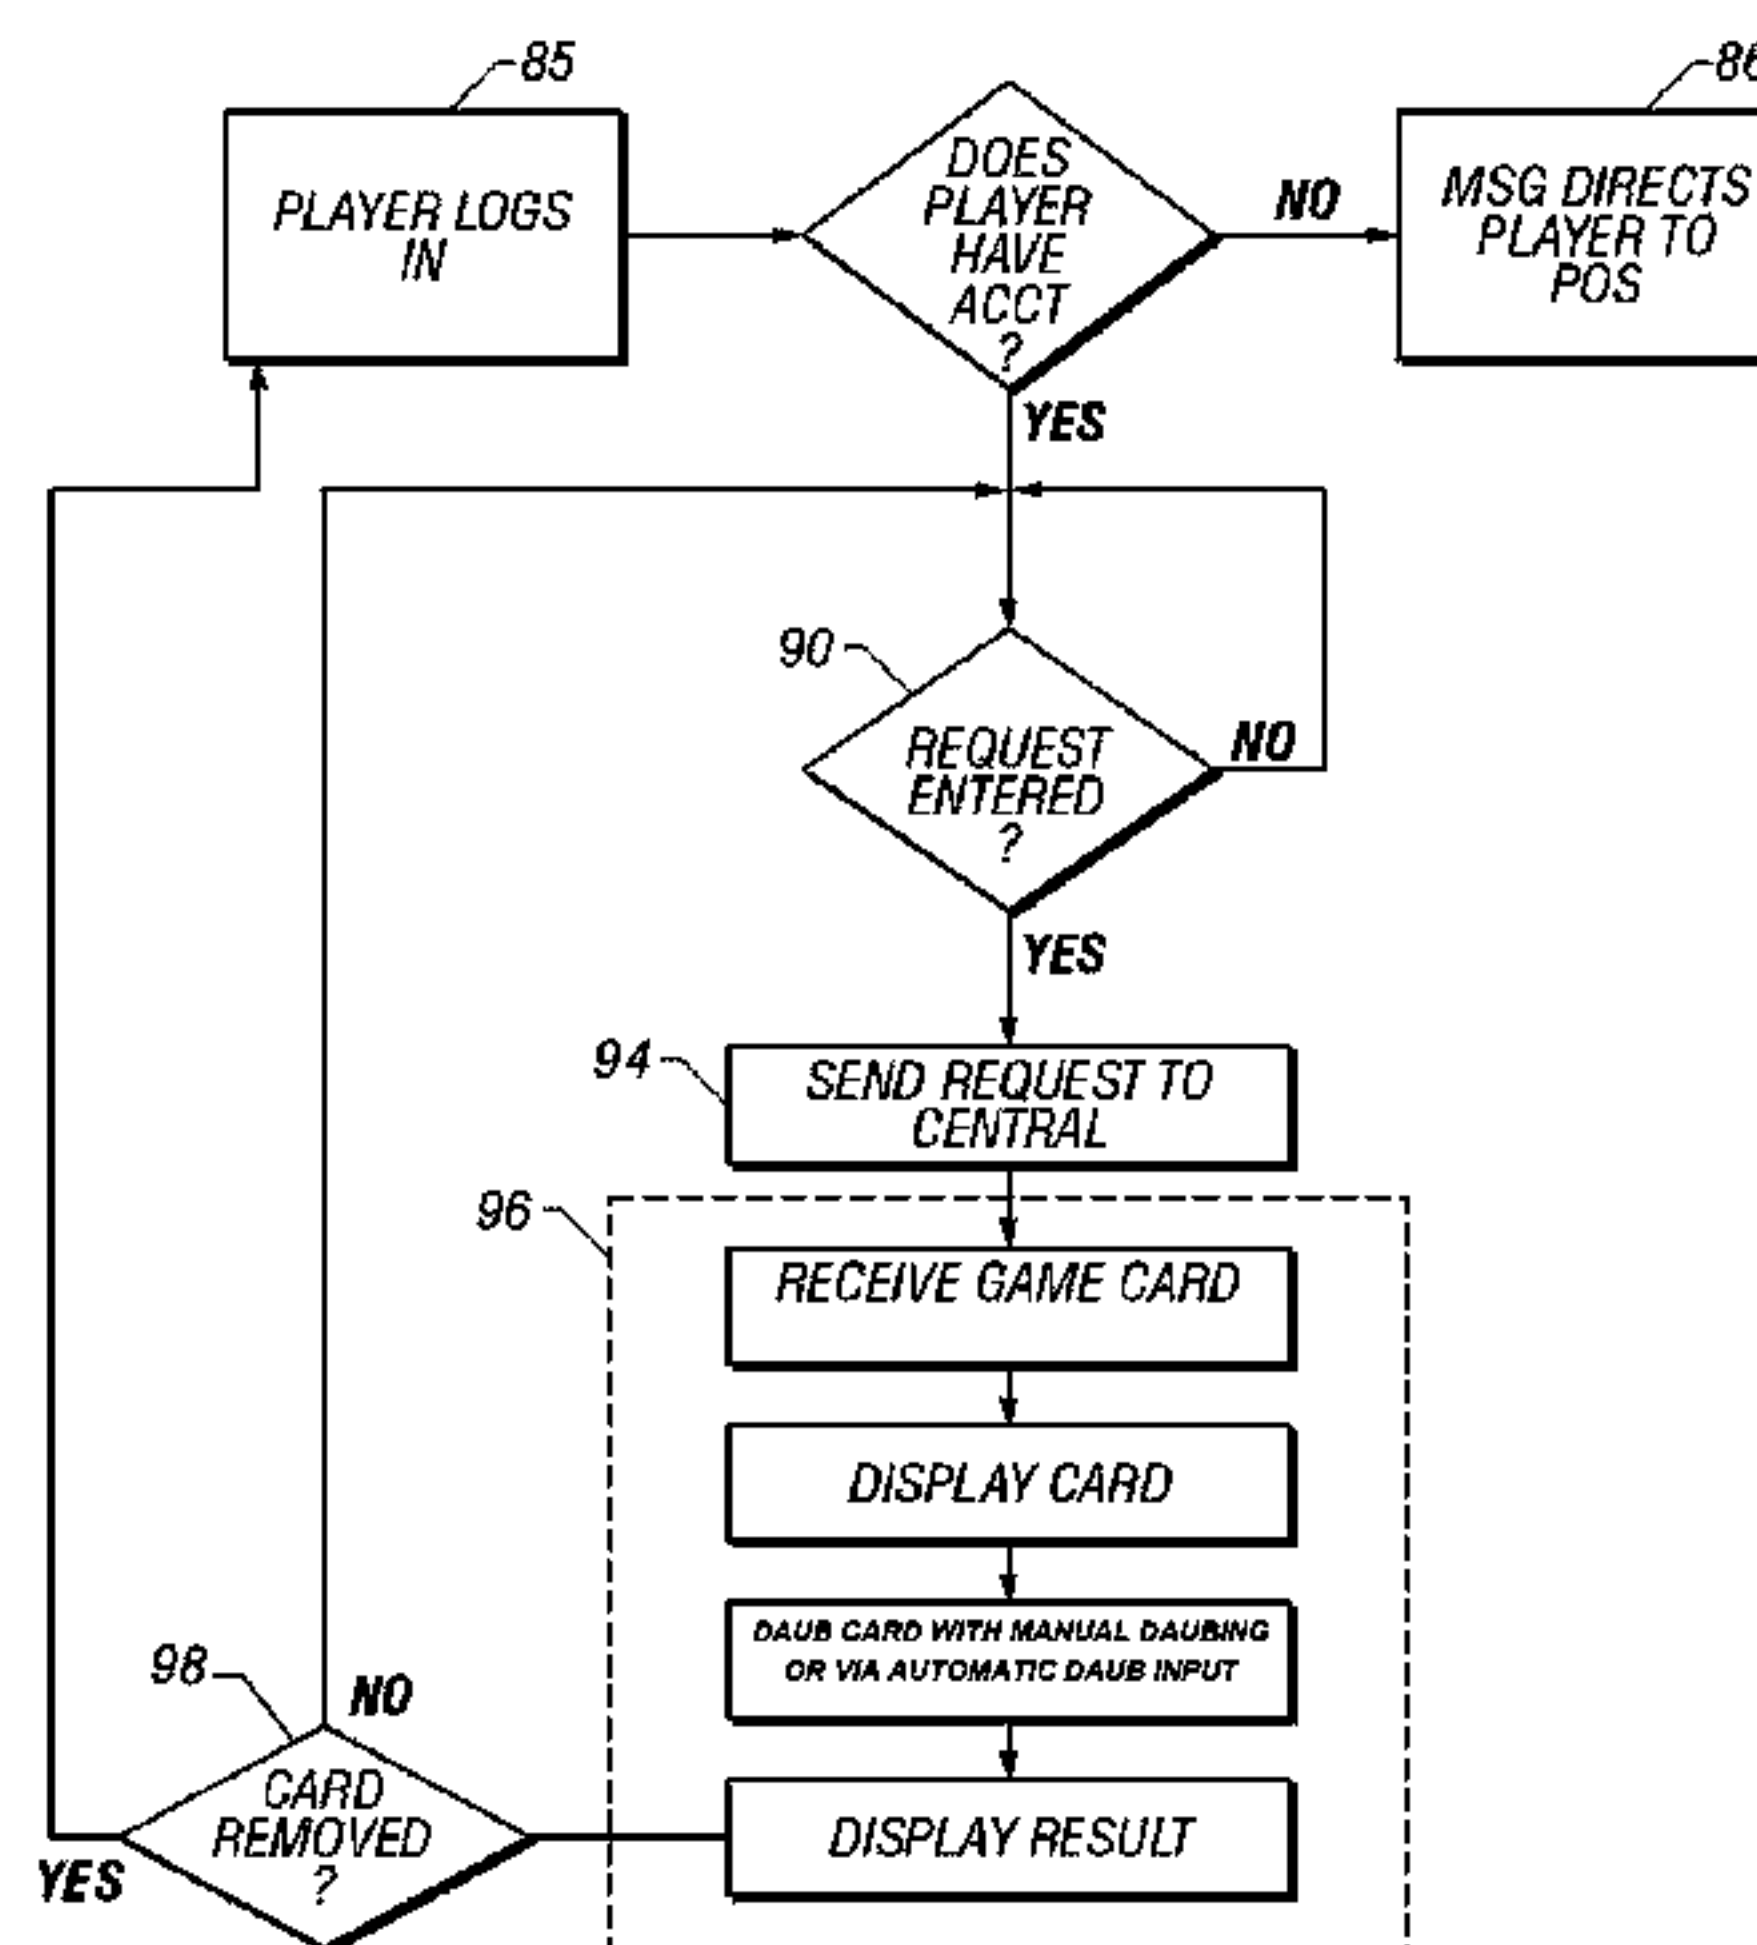 85
86
PLAYER LOGS
IN
DOES
PLAYER
HAVE
ACCT
?
NO
MSG DIRECTS
PLAYER TO
POS
YES
90
REQUEST
ENTERED
?
NO
YES
94
SEND REQUEST TO
CENTRAL
96
RECEIVE GAME CARD
DISPLAY CARD
DAUB CARD WITH MANUAL DAUBING
OR VIA AUTOMATIC DAUB INPUT
98
NO
CARD
REMOVED
?
YES
DISPLAY RESULT